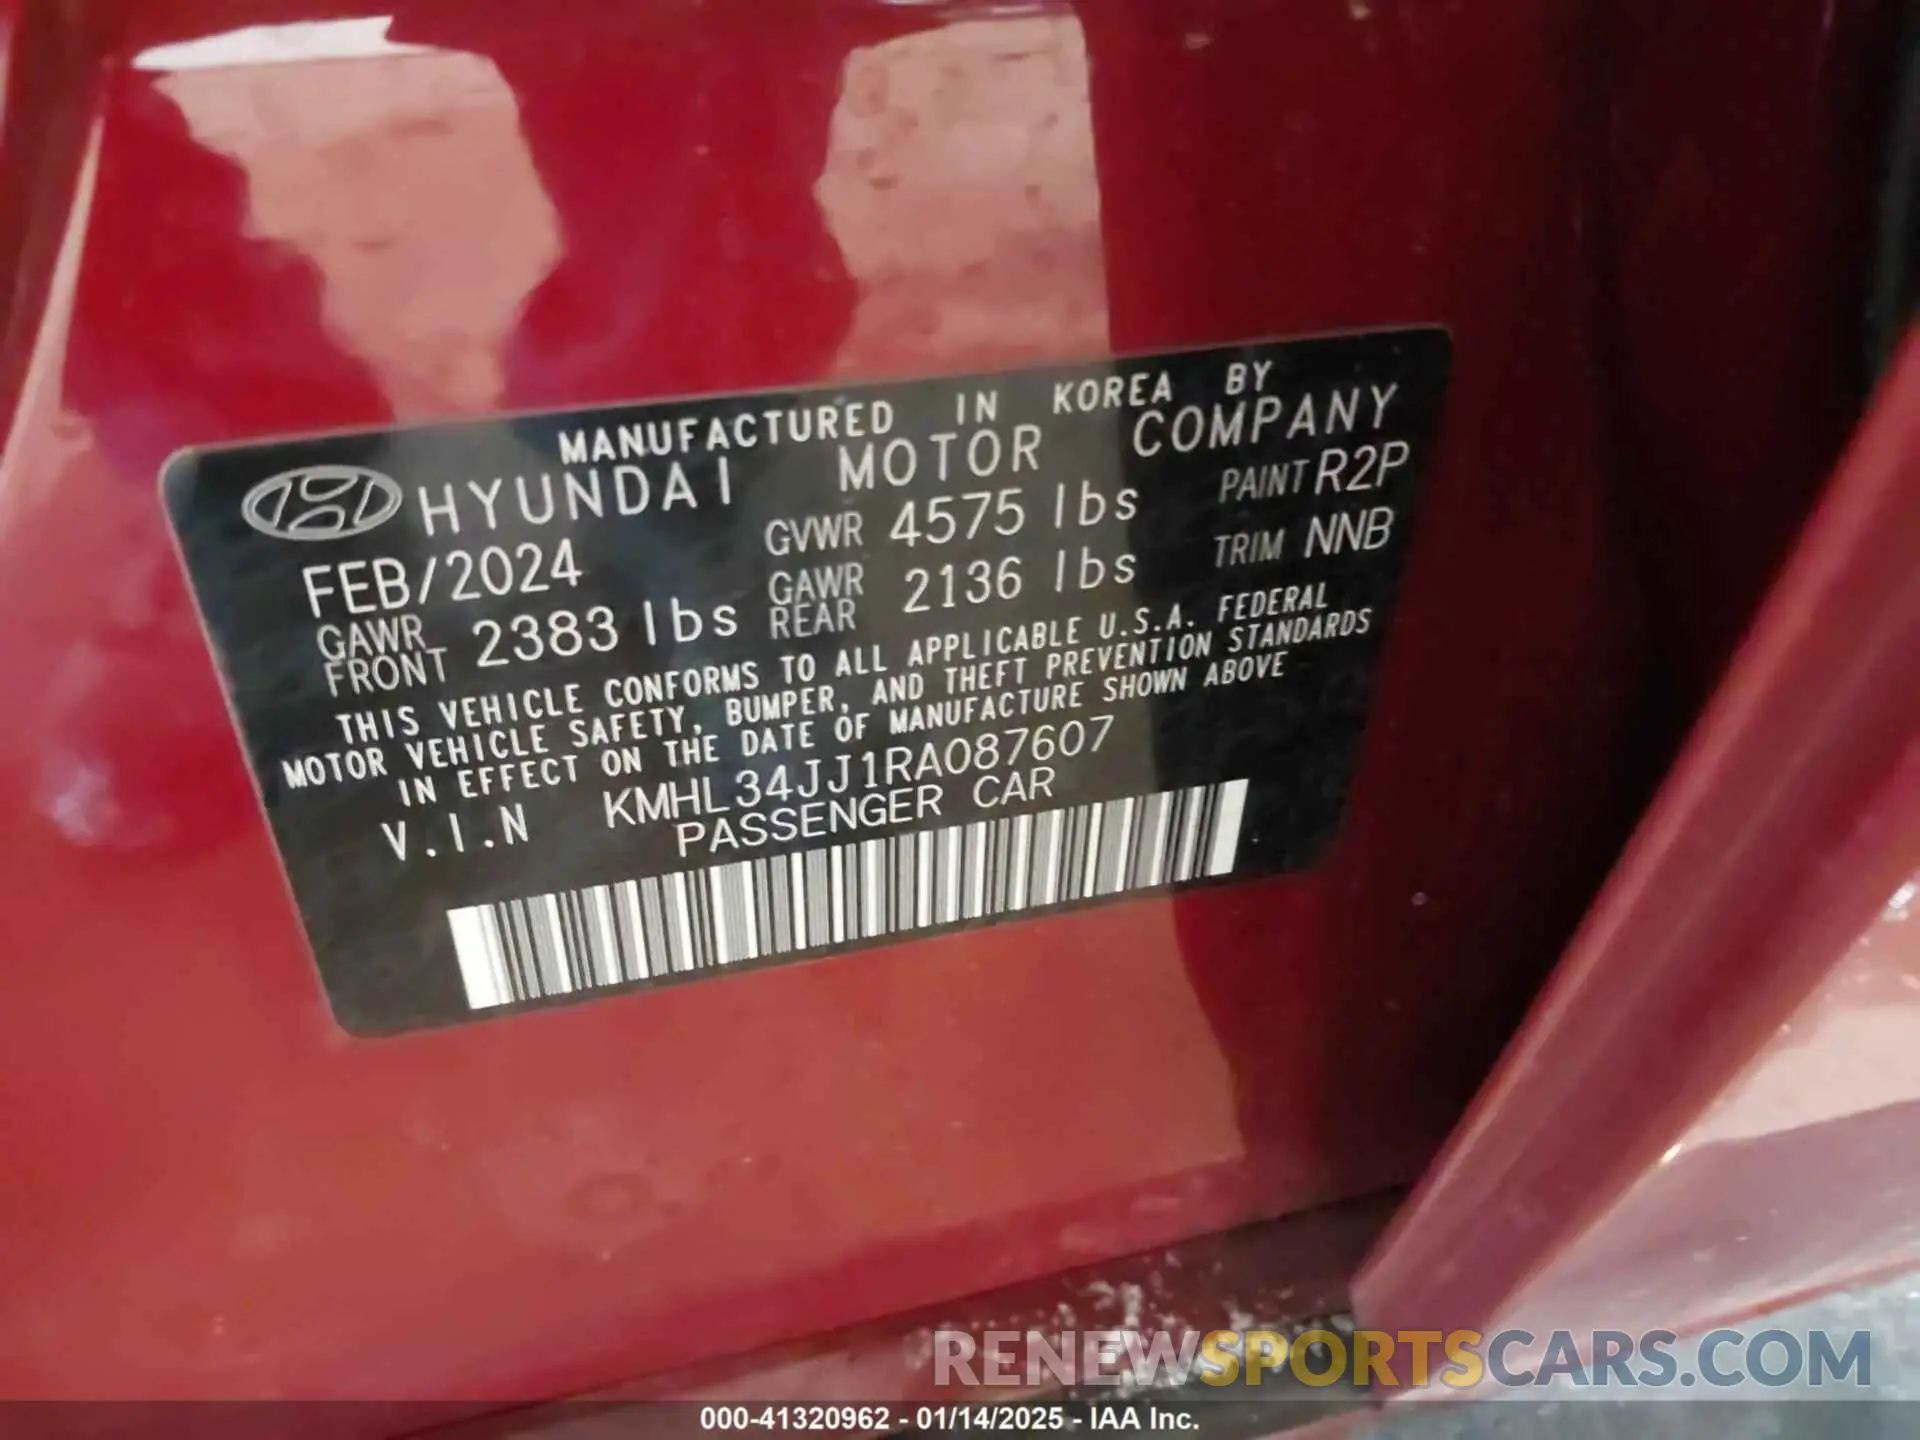 MANUFACTURED IN KOREA BY
HYUNDAI MOTOR COMPANY
FEB/2024 GVWR 4575 lbs PAINT R2P
GAWR FRONT 2383 lbs GAWR REAR 2136 lbs TRIM NNB
THIS VEHICLE CONFORMS TO ALL APPLICABLE U.S.A. FEDERAL
MOTOR VEHICLE SAFETY, BUMPER, AND THEFT PREVENTION STANDARDS
IN EFFECT ON THE DATE OF MANUFACTURE SHOWN ABOVE
V.I.N KMHL34JJ1RA087607
PASSENGER CAR
RENEWSPORTSCARS.COM
000-41320962 - 01/14/2025 - IAA Inc.